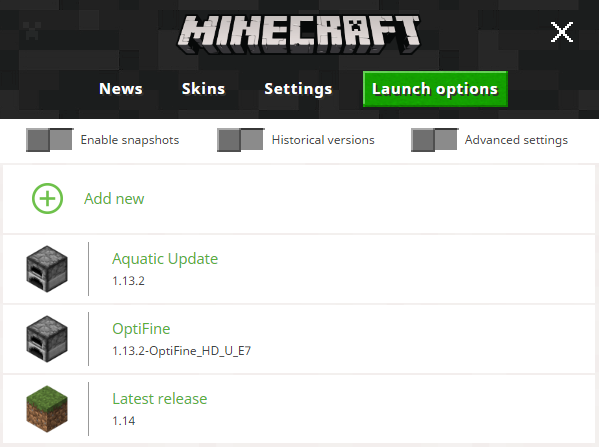 MINECRAFT
News Skins Settings Launch options
Enable snapshots Historical versions Advanced settings
Add new
Aquatic Update
1.13.2
OptiFine
1.13.2-OptiFine_HD_U_E7
Latest release
1.14